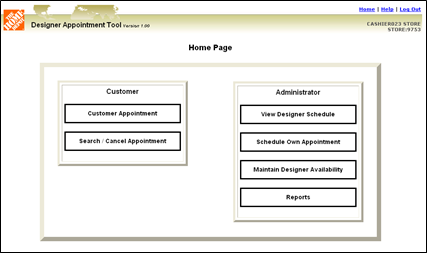 Home | Help | Log Out
THE HOME DEPOT
Designer Appointment Tool Version 1.00
CASHIER023 STORE
STORE:9753
Home Page
Customer
Customer Appointment
Search / Cancel Appointment
Administrator
View Designer Schedule
Schedule Own Appointment
Maintain Designer Availability
Reports